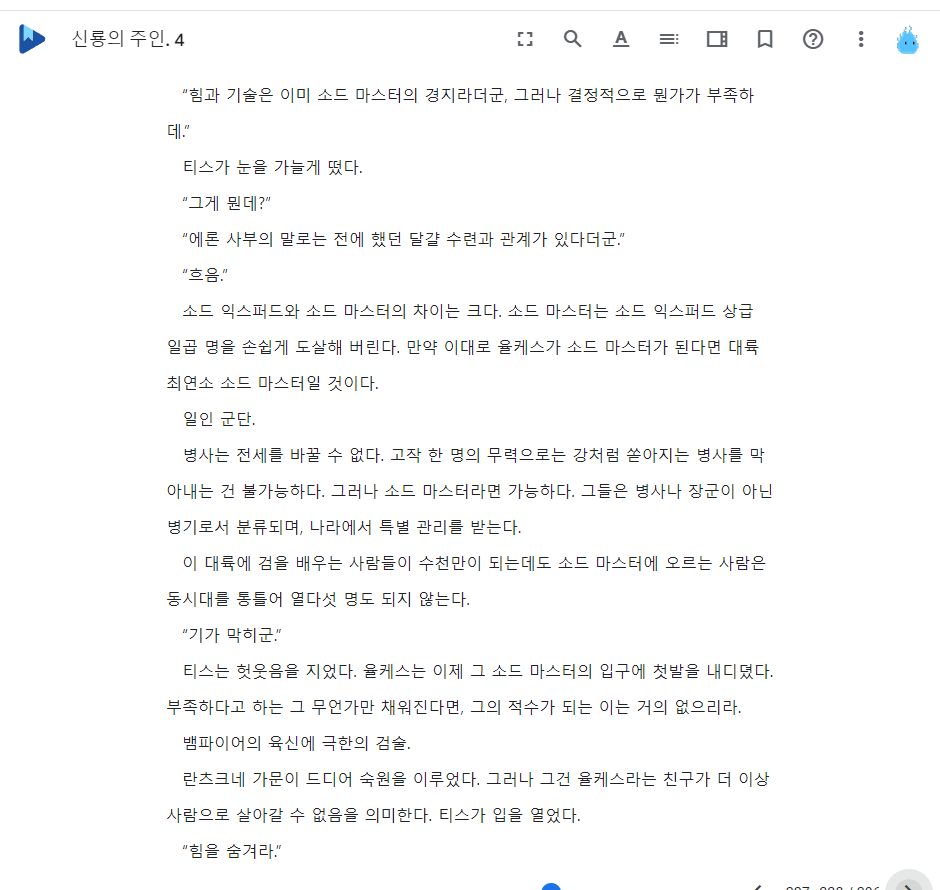 신룡의 주인. 4
“힘과 기술은 이미 소드 마스터의 경지라더군, 그러나 결정적으로 뭔가가 부족하
데.”
티스가 눈을 가늘게 떴다.
“그게 뭔데?”
“에론 사부의 말로는 전에 했던 달걀 수련과 관계가 있다더군.”
“흐음.”
소드 익스퍼드와 소드 마스터의 차이는 크다. 소드 마스터는 소드 익스퍼드 상급
일곱 명을 손쉽게 도살해 버린다. 만약 이대로 율케스가 소드 마스터가 된다면 대륙
최연소 소드 마스터일 것이다.
일인 군단.
병사는 전세를 바꿀 수 없다. 고작 한 명의 무력으로는 강처럼 쏟아지는 병사를 막
아내는 건 불가능하다. 그러나 소드 마스터라면 가능하다. 그들은 병사나 장군이 아닌
병기로서 분류되며, 나라에서 특별 관리를 받는다.
이 대륙에 검을 배우는 사람들이 수천만이 되는데도 소드 마스터에 오르는 사람은
동시대를 통틀어 열다섯 명도 되지 않는다.
“기가 막히군.”
티스는 헛웃음을 지었다. 율케스는 이제 그 소드 마스터의 입구에 첫발을 내디뎠다.
부족하다고 하는 그 무언가만 채워진다면, 그의 적수가 되는 이는 거의 없으리라.
뱀파이어의 육신에 극한의 검술.
란츠크네 가문이 드디어 숙원을 이루었다. 그러나 그건 율케스라는 친구가 더 이상
사람으로 살아갈 수 없음을 의미한다. 티스가 입을 열었다.
“힘을 숨겨라.”